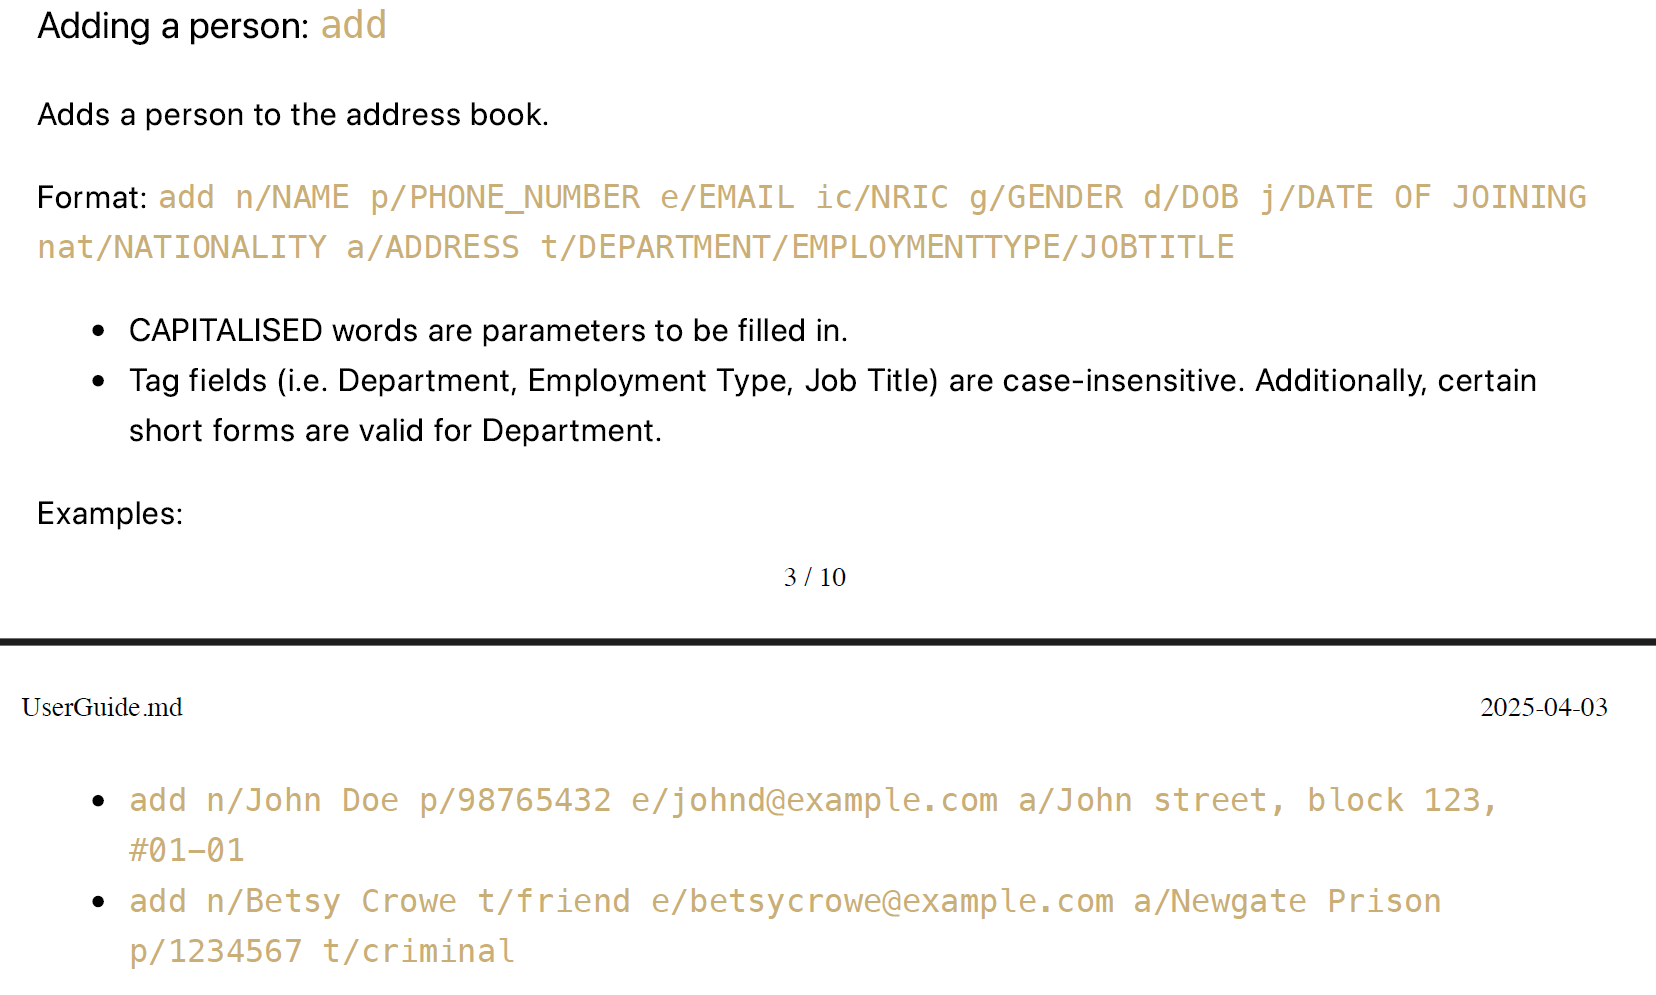 Adding a person: add
Adds a person to the address book.
Format: add n/NAME p/PHONE_NUMBER e/EMAIL ic/NRIC g/GENDER d/DOB j/DATE OF JOINING
nat/NATIONALITY a/ADDRESS t/DEPARTMENT/EMPLOYMENTTYPE/JOBTITLE
• CAPITALISED words are parameters to be filled in.
• Tag fields (i.e. Department, Employment Type, Job Title) are case-insensitive. Additionally, certain
short forms are valid for Department.
Examples:
3 / 10
UserGuide.md 2025-04-03
• add n/John Doe p/98765432 e/johnd@example.com a/John street, block 123,
#01-01
• add n/Betsy Crowe t/friend e/betsycrowe@example.com a/Newgate Prison
p/1234567 t/criminal